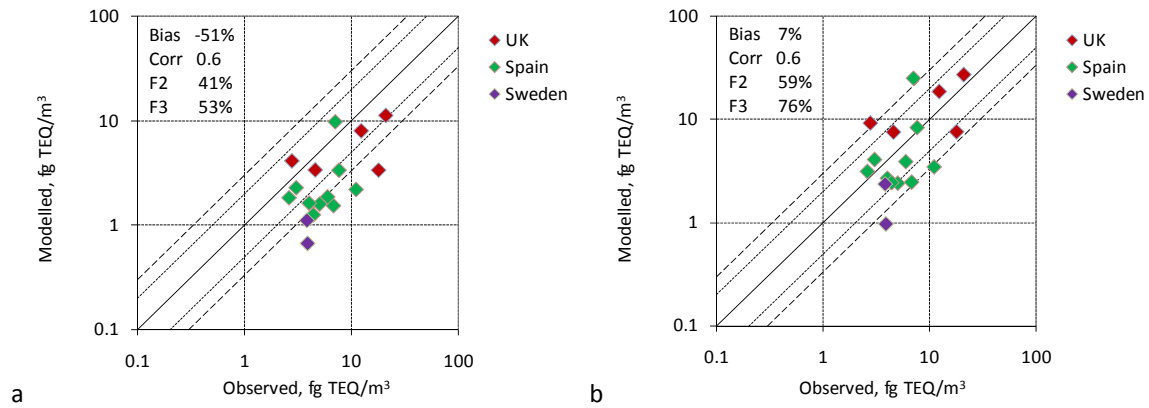 100
10
1
0.1
Modelled, fg TEQ/m³
Bias -51%
Corr 0.6
F2 41%
F3 53%
UK
Spain
Sweden
0.1 1 10 100
Observed, fg TEQ/m³
a
100
10
1
0.1
Modelled, fg TEQ/m³
Bias 7%
Corr 0.6
F2 59%
F3 76%
UK
Spain
Sweden
0.1 1 10 100
Observed, fg TEQ/m³
b